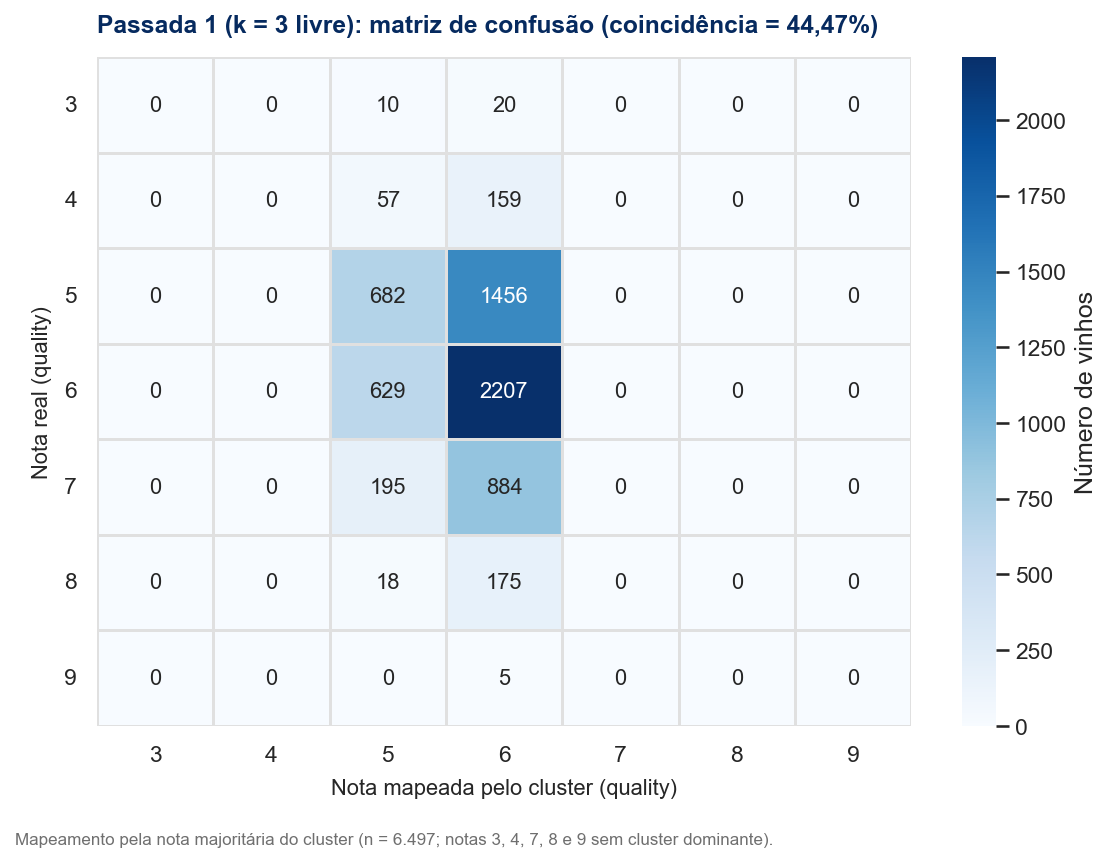 Passada 1 (k = 3 livre): matriz de confusão (coincidência = 44,47%)
3 0 0 10 20 0 0 0
4 0 0 57 159 0 0 0
5 0 0 682 1456 0 0 0
6 0 0 629 2207 0 0 0
7 0 0 195 884 0 0 0
8 0 0 18 175 0 0 0
9 0 0 0 5 0 0 0
3 4 5 6 7 8 9
Nota real (quality)
Nota mapeada pelo cluster (quality)
2000
1750
1500
1250
1000
750
500
250
0
Número de vinhos
Mapeamento pela nota majoritária do cluster (n = 6.497; notas 3, 4, 7, 8 e 9 sem cluster dominante).